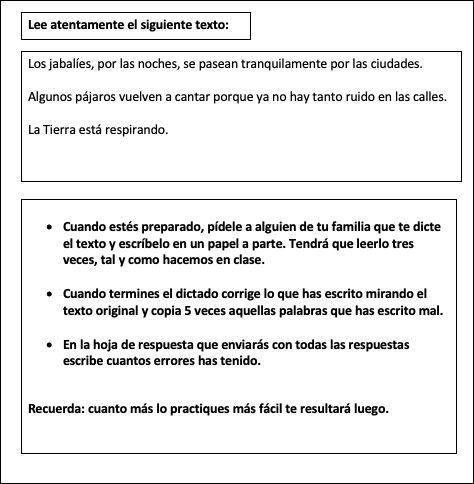 Lee atentamente el siguiente texto:
Los jabalíes, por las noches, se pasean tranquilamente por las ciudades.
Algunos pájaros vuelven a cantar porque ya no hay tanto ruido en las calles.
La Tierra está respirando.
• Cuando estés preparado, pídele a alguien de tu familia que te dicte
el texto y escríbelo en un papel a parte. Tendrá que leerlo tres
veces, tal y como hacemos en clase.
• Cuando termines el dictado corrige lo que has escrito mirando el
texto original y copia 5 veces aquellas palabras que has escrito mal.
• En la hoja de respuesta que enviarás con todas las respuestas
escribe cuantos errores has tenido.
Recuerda: cuanto más lo practiques más fácil te resultará luego.